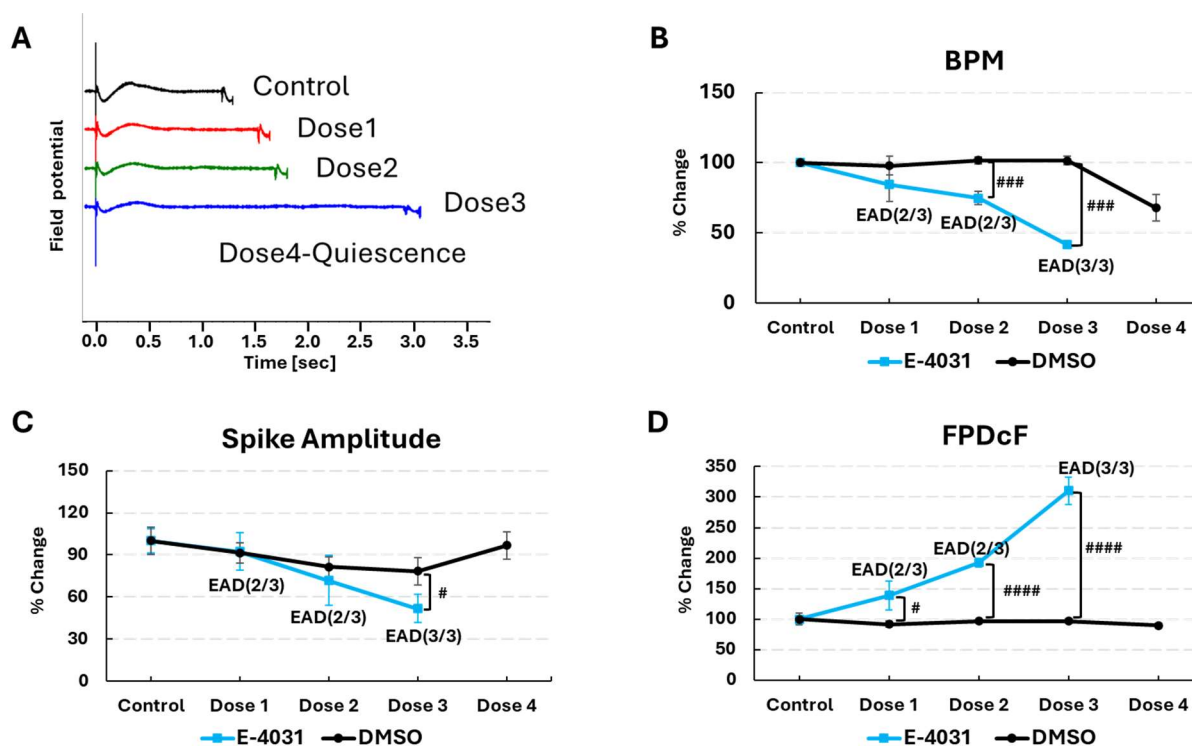 A
Control
Dose1
Dose2
Dose3
Dose4-Quiescence
Field potential
0.0 0.5 1.0 1.5 2.0 2.5 3.0 3.5
Time [sec]
B
BPM
150
100
50
0
% Change
###
###
EAD(2/3)
EAD(2/3)
EAD(3/3)
Control Dose 1 Dose 2 Dose 3 Dose 4
E-4031 DMSO
C
Spike Amplitude
150
120
90
60
30
0
% Change
EAD(2/3)
EAD(2/3)
EAD(3/3)
#
Control Dose 1 Dose 2 Dose 3 Dose 4
E-4031 DMSO
D
FPDcF
350
300
250
200
150
100
50
0
% Change
EAD(3/3)
EAD(2/3)
EAD(2/3)
#
####
####
Control Dose 1 Dose 2 Dose 3 Dose 4
E-4031 DMSO